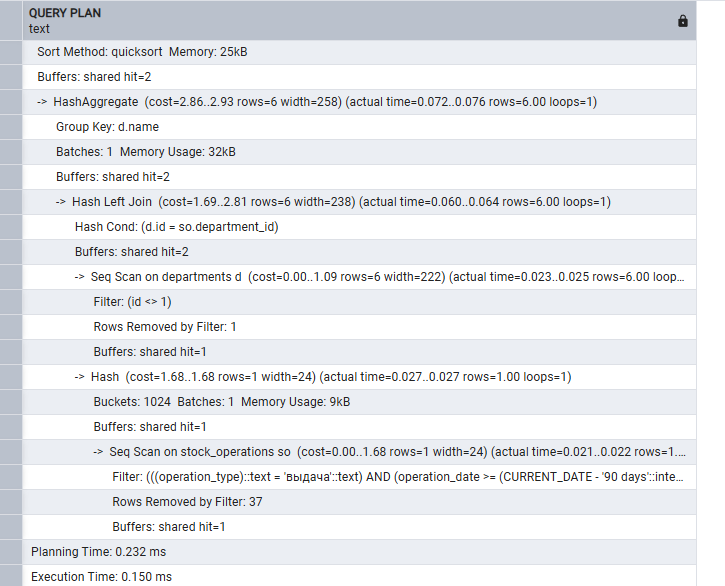 QUERY PLAN
text
Sort Method: quicksort Memory: 25kB
Buffers: shared hit=2
-> HashAggregate (cost=2.86..2.93 rows=6 width=258) (actual time=0.072..0.076 rows=6.00 loops=1)
Group Key: d.name
Batches: 1 Memory Usage: 32kB
Buffers: shared hit=2
-> Hash Left Join (cost=1.69..2.81 rows=6 width=238) (actual time=0.060..0.064 rows=6.00 loops=1)
Hash Cond: (d.id = so.department_id)
Buffers: shared hit=2
-> Seq Scan on departments d (cost=0.00..1.09 rows=6 width=222) (actual time=0.023..0.025 rows=6.00 loop...
Filter: (id <> 1)
Rows Removed by Filter: 1
Buffers: shared hit=1
-> Hash (cost=1.68..1.68 rows=1 width=24) (actual time=0.027..0.027 rows=1.00 loops=1)
Buckets: 1024 Batches: 1 Memory Usage: 9kB
Buffers: shared hit=1
-> Seq Scan on stock_operations so (cost=0.00..1.68 rows=1 width=24) (actual time=0.021..0.022 rows=1....
Filter: (((operation_type)::text = 'выдача'::text) AND (operation_date >= (CURRENT_DATE - '90 days'::inte...
Rows Removed by Filter: 37
Buffers: shared hit=1
Planning Time: 0.232 ms
Execution Time: 0.150 ms